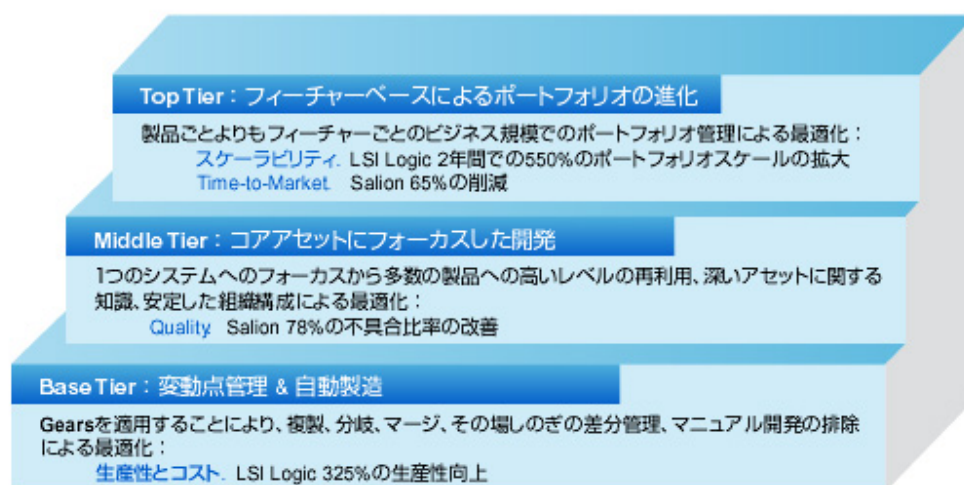 Top Tier：フィーチャーベースによるポートフォリオの進化
製品ごとよりもフィーチャーごとのビジネス規模でのポートフォリオ管理による最適化：
スケーラビリティ. LSI Logic 2年間での550%のポートフォリオスケールの拡大
Time-to-Market. Salion 65%の削減
Middle Tier：コアアセットにフォーカスした開発
1つのシステムへのフォーカスから多数の製品への高いレベルの再利用、深いアセットに関する
知識、安定した組織構成による最適化：
Quality. Salion 78%の不具合比率の改善
Base Tier：変動点管理 & 自動製造
Gearsを適用することにより、複製、分岐、マージ、その場しのぎの差分管理、マニュアル開発の排除
による最適化：
生産性とコスト. LSI Logic 325%の生産性向上